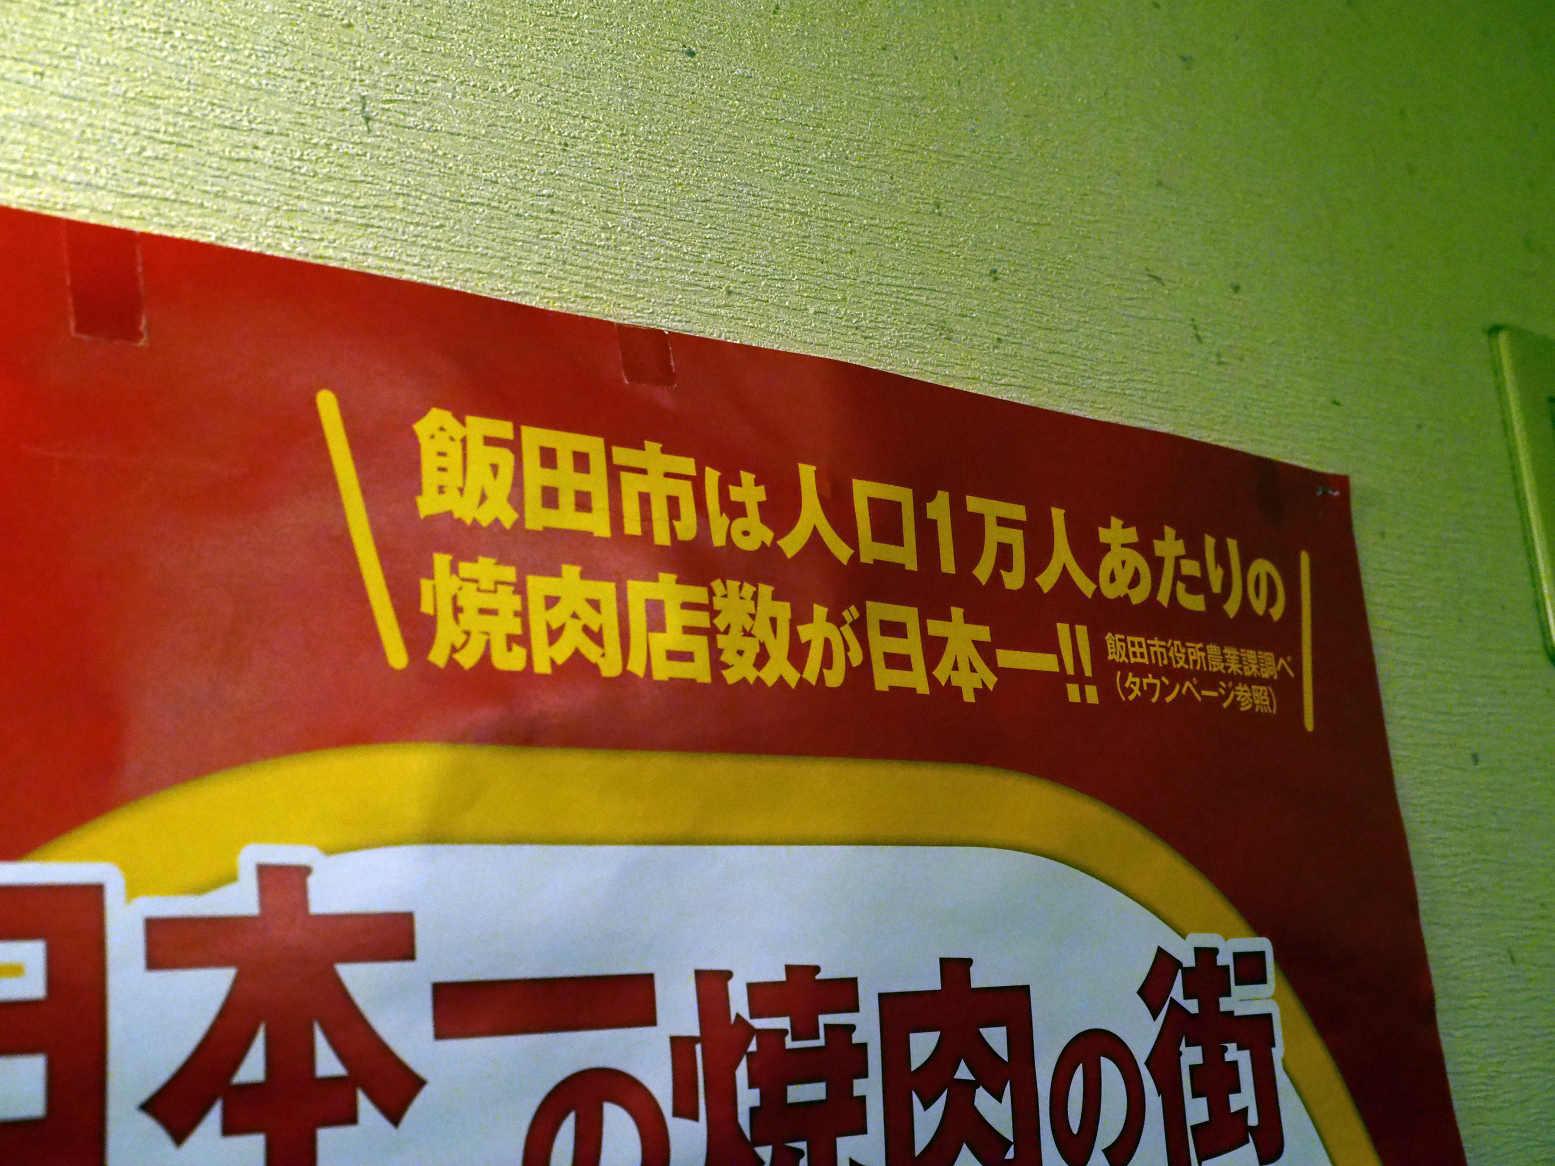 飯田市は人口1万人あたりの
焼肉店数が日本一!!
飯田市役所農業課調べ
（タウンページ参照）
日本一の焼肉の街